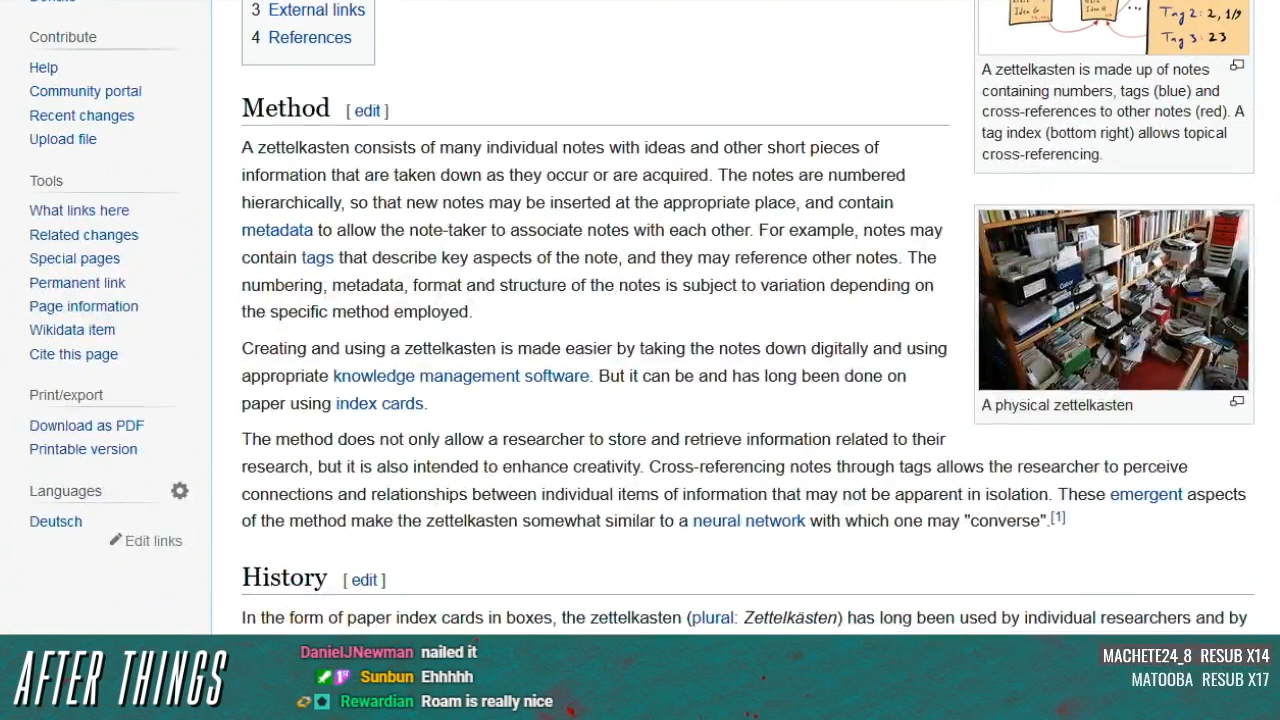 Contribute
Help
Community portal
Recent changes
Upload file
Tools
What links here
Related changes
Special pages
Permanent link
Page information
Wikidata item
Cite this page
Print/export
Download as PDF
Printable version
Languages
Deutsch
Edit links
3 External links
4 References
Method [ edit ]
A zettelkasten consists of many individual notes with ideas and other short pieces of
information that are taken down as they occur or are acquired. The notes are numbered
hierarchically, so that new notes may be inserted at the appropriate place, and contain
metadata to allow the note-taker to associate notes with each other. For example, notes may
contain tags that describe key aspects of the note, and they may reference other notes. The
numbering, metadata, format and structure of the notes is subject to variation depending on
the specific method employed.
Creating and using a zettelkasten is made easier by taking the notes down digitally and using
appropriate knowledge management software. But it can be and has long been done on
paper using index cards.
The method does not only allow a researcher to store and retrieve information related to their
research, but it is also intended to enhance creativity. Cross-referencing notes through tags allows the researcher to perceive
connections and relationships between individual items of information that may not be apparent in isolation. These emergent aspects
of the method make the zettelkasten somewhat similar to a neural network with which one may "converse".[1]
History [ edit ]
In the form of paper index cards in boxes, the zettelkasten (plural: Zettelkästen) has long been used by individual researchers and by
Tag 2: 2, 1/9
Tag 3: 23
A zettelkasten is made up of notes
containing numbers, tags (blue) and
cross-references to other notes (red). A
tag index (bottom right) allows topical
cross-referencing.
A physical zettelkasten
AFTER THINGS
DanielJNewman nailed it
Sunbun Ehhhhh
Rewardian Roam is really nice
MACHETE24_8 RESUB X14
MATOOBA RESUB X17